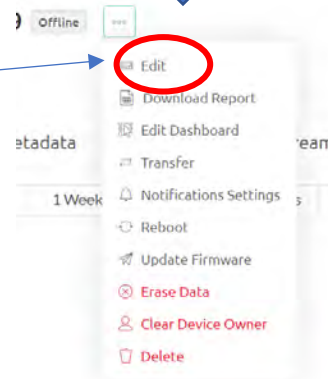 Offline ...
Edit
Download Report
etadata Edit Dashboard ream
Transfer
1 Week Notifications Settings s
Reboot
Update Firmware
Erase Data
Clear Device Owner
Delete